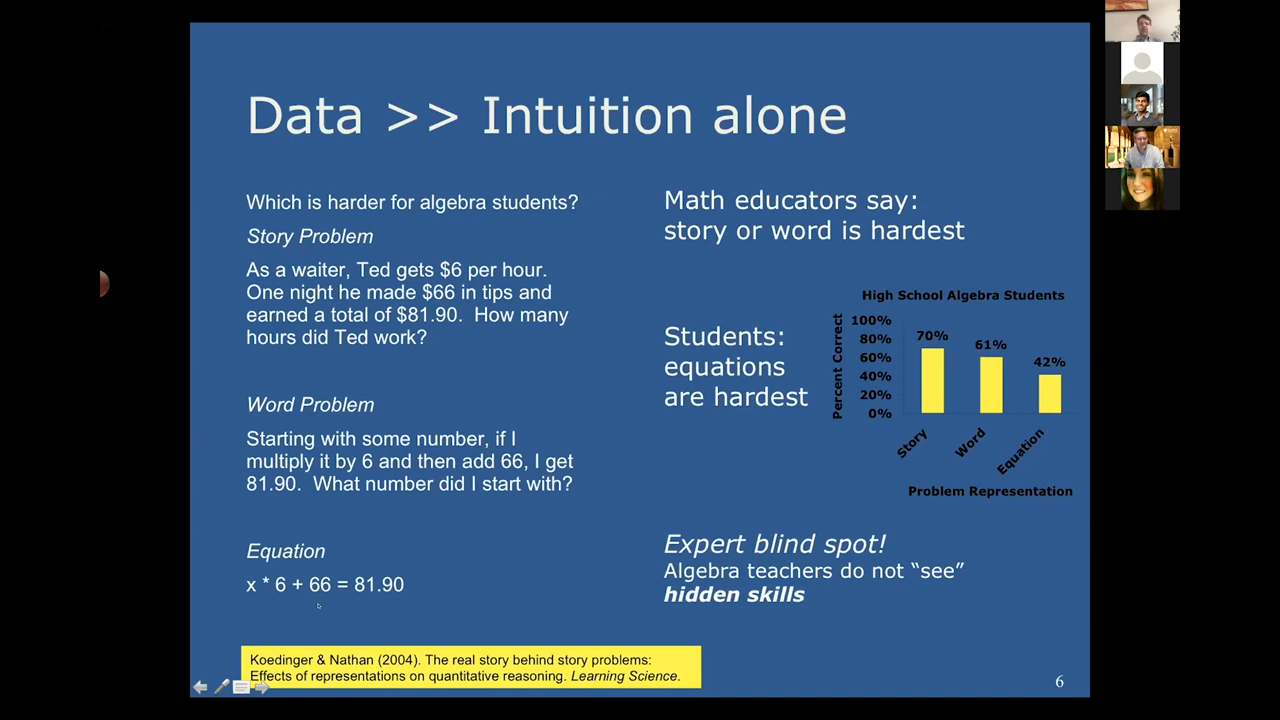 Data >> Intuition alone
Which is harder for algebra students?
Story Problem
As a waiter, Ted gets $6 per hour.
One night he made $66 in tips and
earned a total of $81.90.  How many
hours did Ted work?
Word Problem
Starting with some number, if I
multiply it by 6 and then add 66, I get
81.90.  What number did I start with?
Equation
x * 6 + 66 = 81.90
Math educators say:
story or word is hardest
Students:
equations
are hardest
High School Algebra Students
Percent Correct
100%
80%
60%
40%
20%
0%
70%
61%
42%
Story
Word
Equation
Problem Representation
Expert blind spot!
Algebra teachers do not “see”
hidden skills
Koedinger & Nathan (2004). The real story behind story problems:
Effects of representations on quantitative reasoning. Learning Science.
6